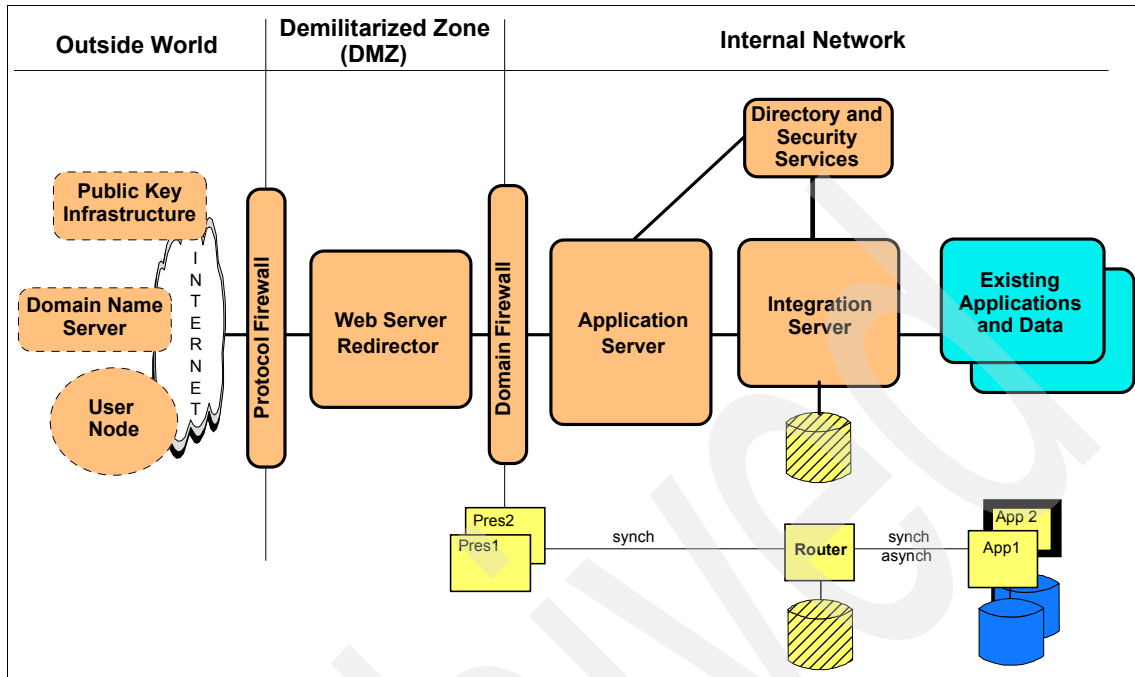 Outside World
Demilitarized Zone
(DMZ)
Internal Network
Directory and
Security
Services
Public Key
Infrastructure
Domain Name
Server
User
Node
INTERNET
Protocol Firewall
Web Server
Redirector
Domain Firewall
Application
Server
Integration
Server
Existing
Applications
and Data
Pres2
Pres1
synch
Router
synch
asynch
App 2
App1